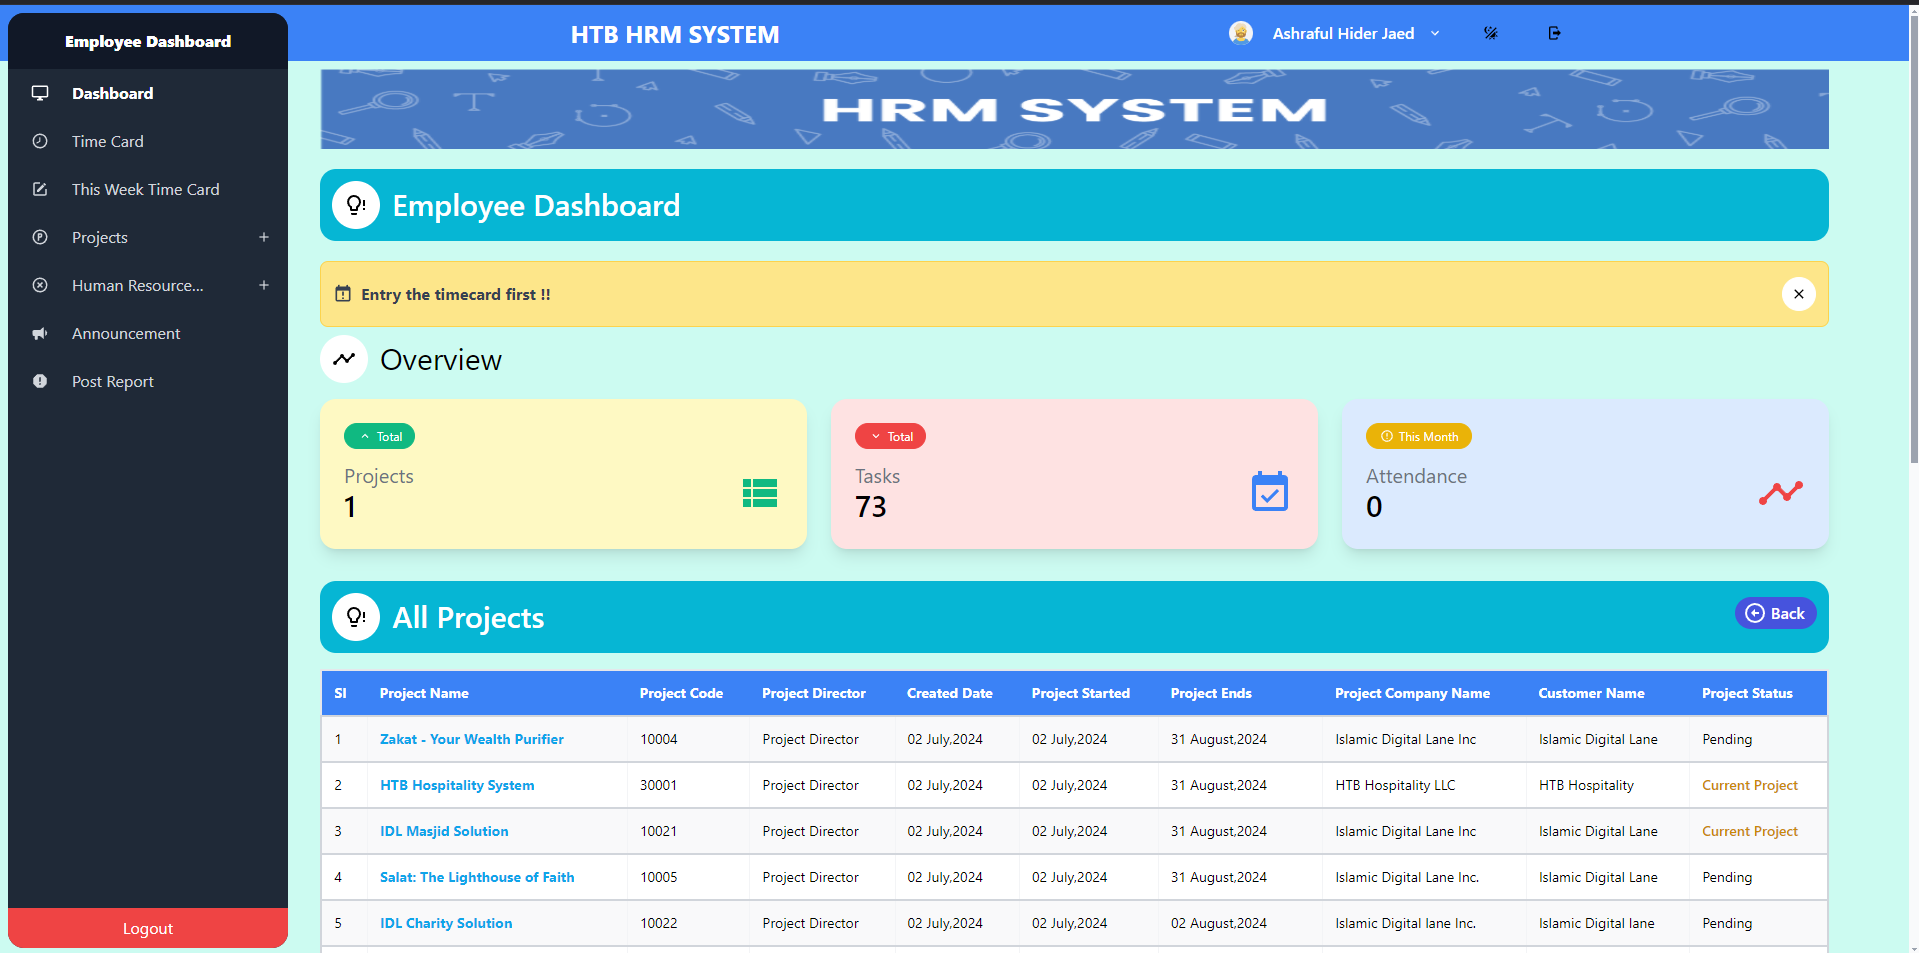 Employee Dashboard
HTB HRM SYSTEM
Ashraful Hider Jaed
Dashboard
Time Card
This Week Time Card
Projects +
Human Resource... +
Announcement
Post Report
Logout
HRM SYSTEM
Employee Dashboard
Entry the timecard first !!
Overview
Total
Projects
1
Total
Tasks
73
This Month
Attendance
0
All Projects
Back
Sl Project Name Project Code Project Director Created Date Project Started Project Ends Project Company Name Customer Name Project Status
1 Zakat - Your Wealth Purifier 10004 Project Director 02 July,2024 02 July,2024 31 August,2024 Islamic Digital Lane Inc Islamic Digital Lane Pending
2 HTB Hospitality System 30001 Project Director 02 July,2024 02 July,2024 31 August,2024 HTB Hospitality LLC HTB Hospitality Current Project
3 IDL Masjid Solution 10021 Project Director 02 July,2024 02 July,2024 31 August,2024 Islamic Digital Lane Inc Islamic Digital Lane Current Project
4 Salat: The Lighthouse of Faith 10005 Project Director 02 July,2024 02 July,2024 31 August,2024 Islamic Digital Lane Inc. Islamic Digital Lane Pending
5 IDL Charity Solution 10022 Project Director 02 July,2024 02 July,2024 02 August,2024 Islamic Digital lane Inc. Islamic Digital lane Pending